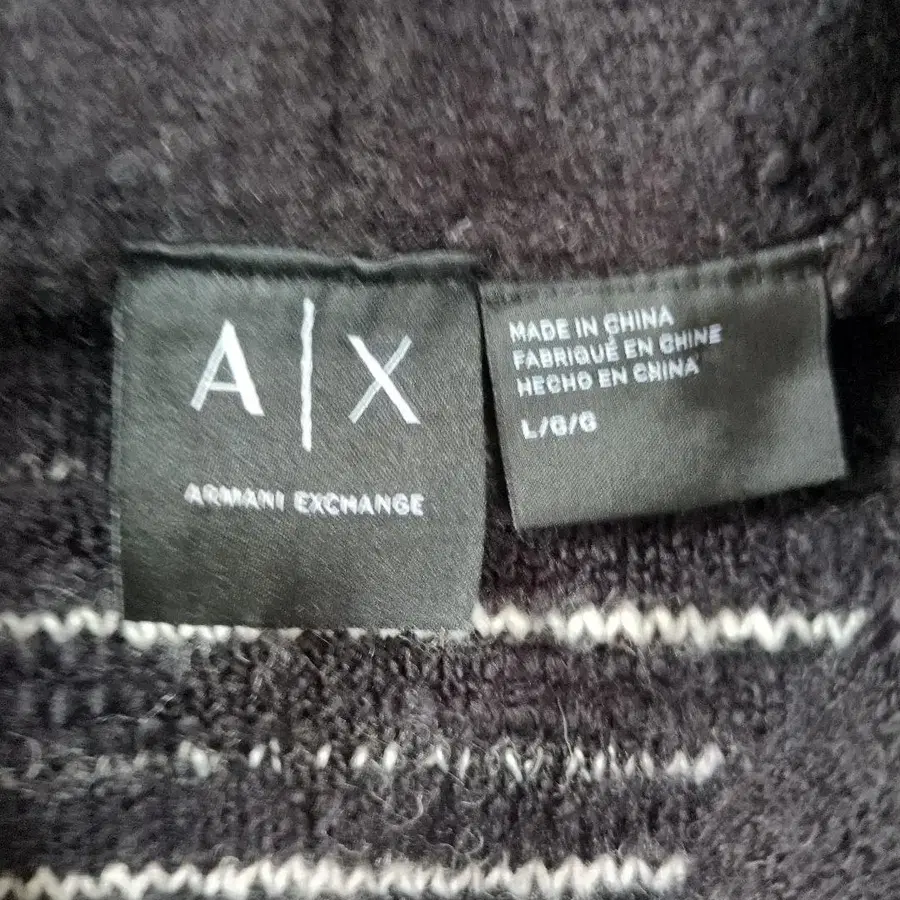 A|X
ARMANI EXCHANGE
MADE IN CHINA
FABRIQUÉ EN CHINE
HECHO EN CHINA
L/G/G